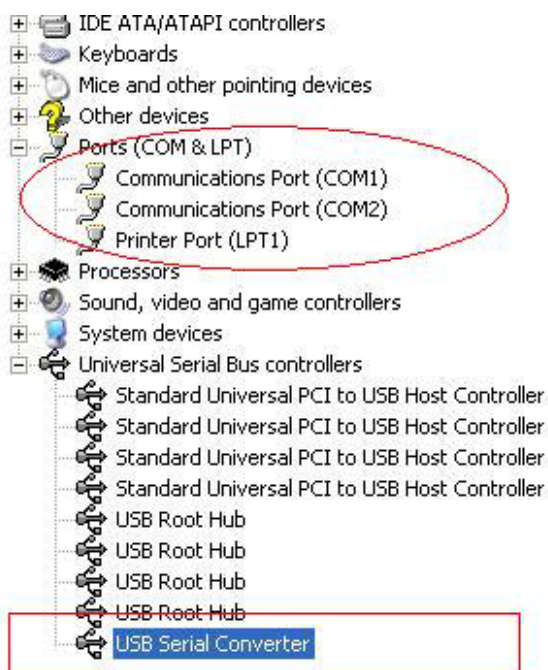 IDE ATA/ATAPI controllers
Keyboards
Mice and other pointing devices
Other devices
Ports (COM & LPT)
Communications Port (COM1)
Communications Port (COM2)
Printer Port (LPT1)
Processors
Sound, video and game controllers
System devices
Universal Serial Bus controllers
Standard Universal PCI to USB Host Controller
Standard Universal PCI to USB Host Controller
Standard Universal PCI to USB Host Controller
Standard Universal PCI to USB Host Controller
USB Root Hub
USB Root Hub
USB Root Hub
USB Root Hub
USB Serial Converter